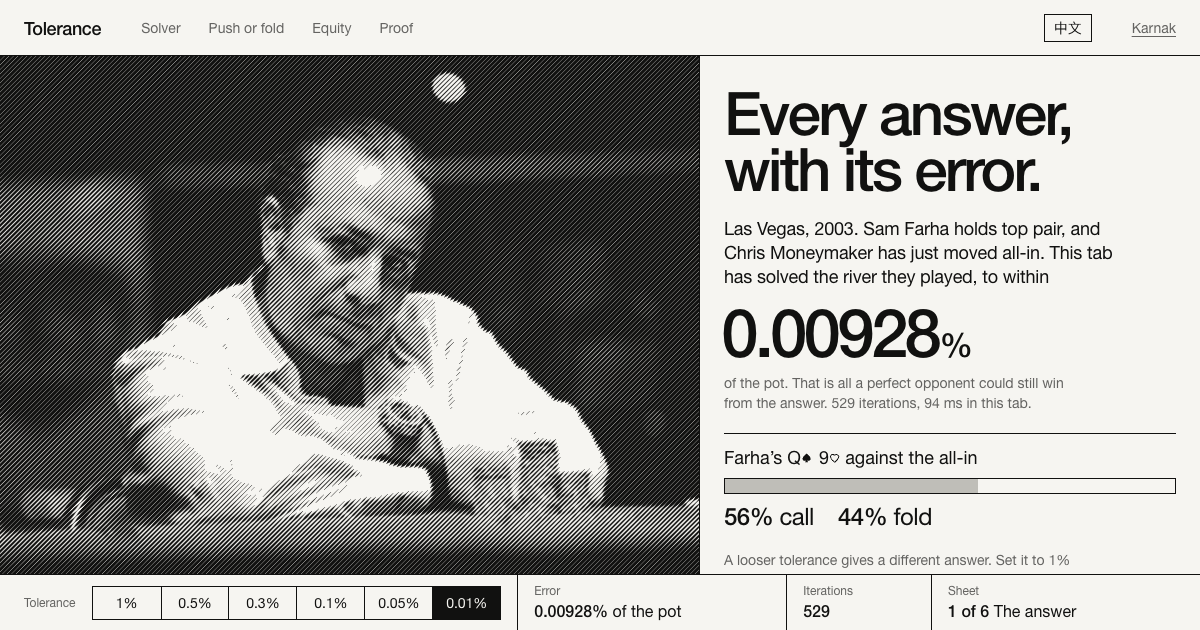 Tolerance
Solver
Push or fold
Equity
Proof
中文
Karnak
Every answer,
with its error.
Las Vegas, 2003. Sam Farha holds top pair, and
Chris Moneymaker has just moved all-in. This tab
has solved the river they played, to within
0.00928%
of the pot. That is all a perfect opponent could still win
from the answer. 529 iterations, 94 ms in this tab.
Farha’s Q♠ 9♡ against the all-in
56% call 44% fold
A looser tolerance gives a different answer. Set it to 1%
Tolerance
1%
0.5%
0.3%
0.1%
0.05%
0.01%
Error
0.00928% of the pot
Iterations
529
Sheet
1 of 6 The answer